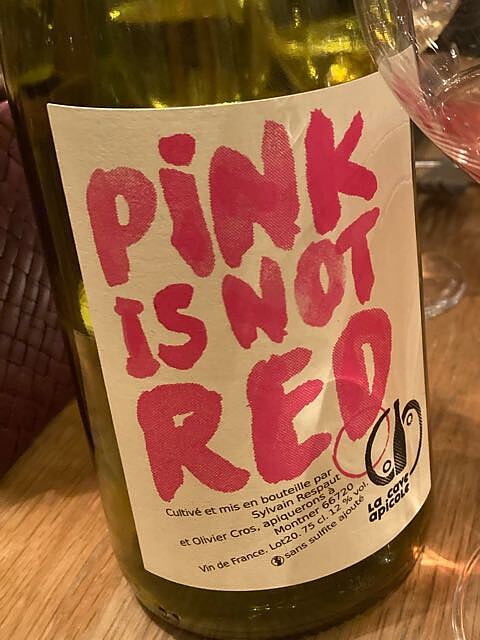 PiNK
IS NOT
RED
Cultivé et mis en bouteille par
Sylvain Respaut
et Olivier Cros, apiquerons à
Montner 66720
Vin de France. Lot20. 75 cl. 12 % vol.
sans sulfite ajouté
La cave
apicole